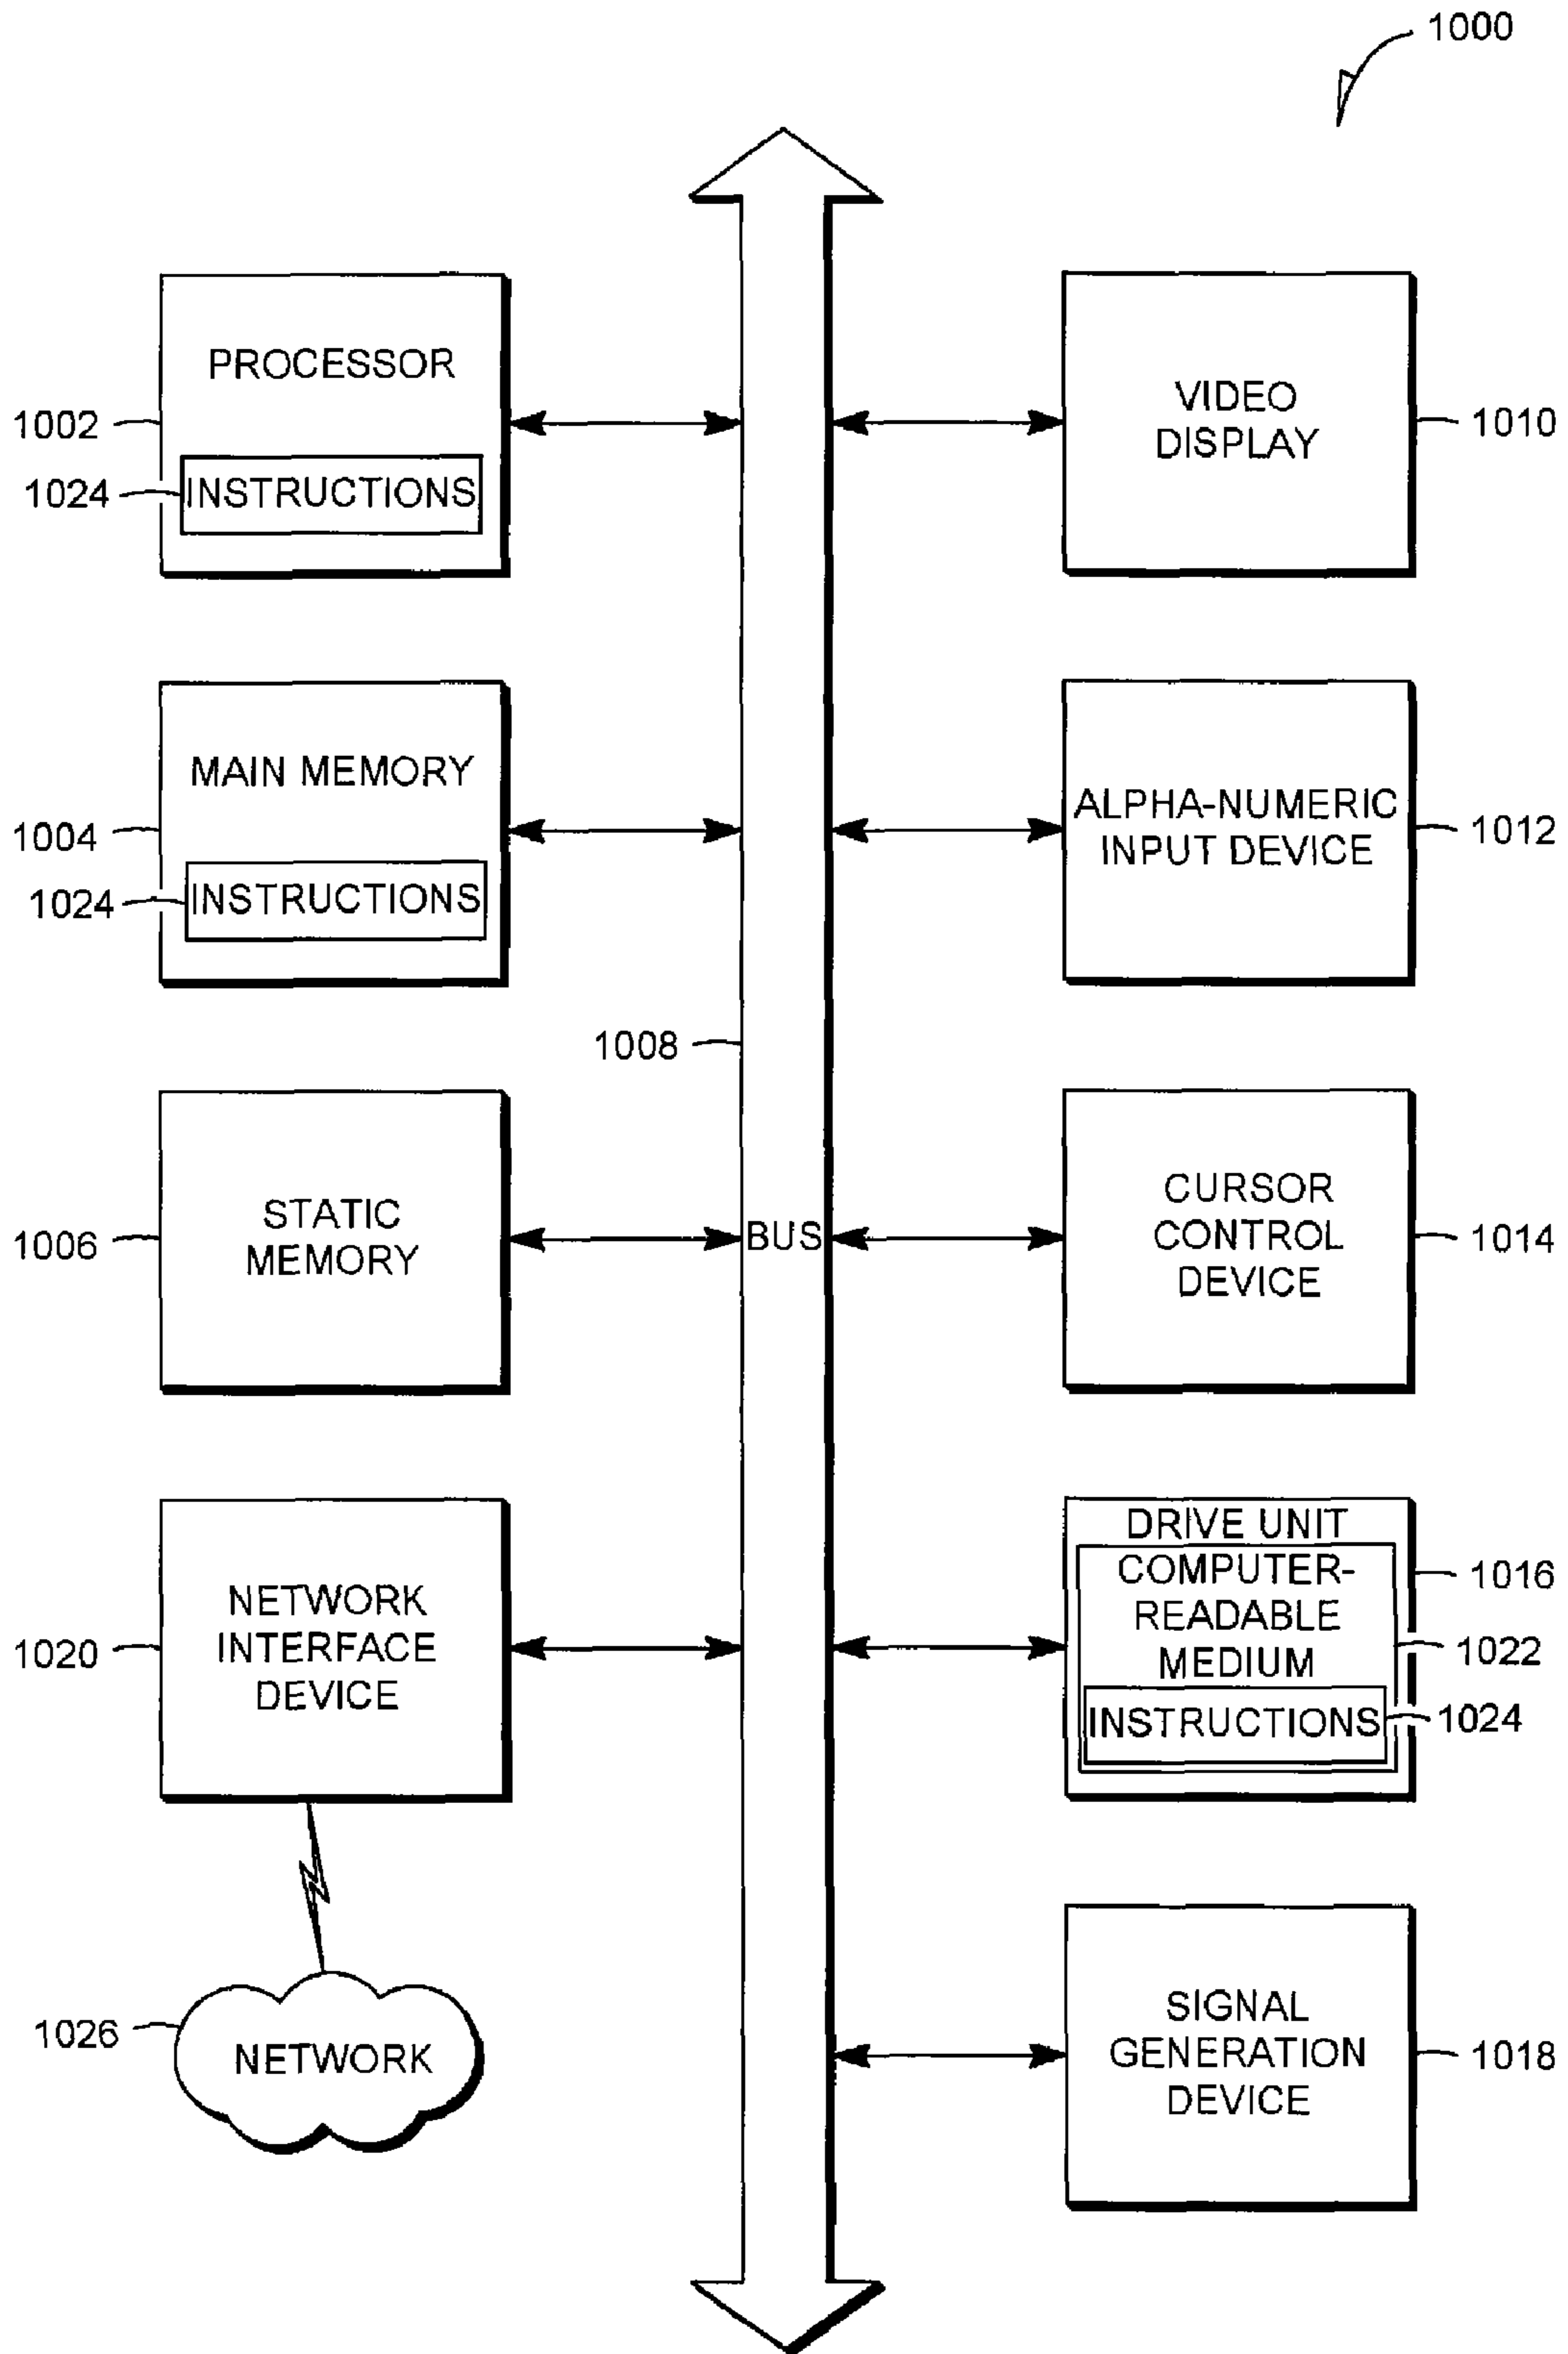 1000
PROCESSOR
1002
1024
INSTRUCTIONS
MAIN MEMORY
1004
1024
INSTRUCTIONS
1008
STATIC
MEMORY
1006
BUS
NETWORK
INTERFACE
DEVICE
1020
1026
NETWORK
VIDEO
DISPLAY
1010
ALPHA-NUMERIC
INPUT DEVICE
1012
CURSOR
CONTROL
DEVICE
1014
DRIVE UNIT
COMPUTER-
READABLE
MEDIUM
1016
1022
INSTRUCTIONS
1024
SIGNAL
GENERATION
DEVICE
1018